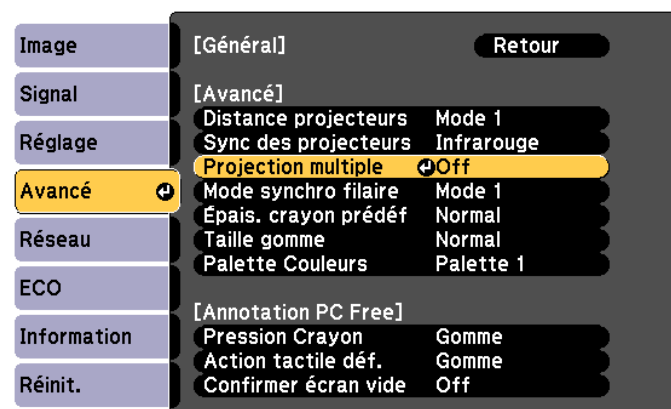 Image
Signal
Réglage
Avancé
Réseau
ECO
Information
Réinit.
[Général] Retour
[Avancé]
Distance projecteurs Mode 1
Sync des projecteurs Infrarouge
Projection multiple Off
Mode synchro filaire Mode 1
Épais. crayon prédéf Normal
Taille gomme Normal
Palette Couleurs Palette 1
[Annotation PC Free]
Pression Crayon Gomme
Action tactile déf. Gomme
Confirmer écran vide Off